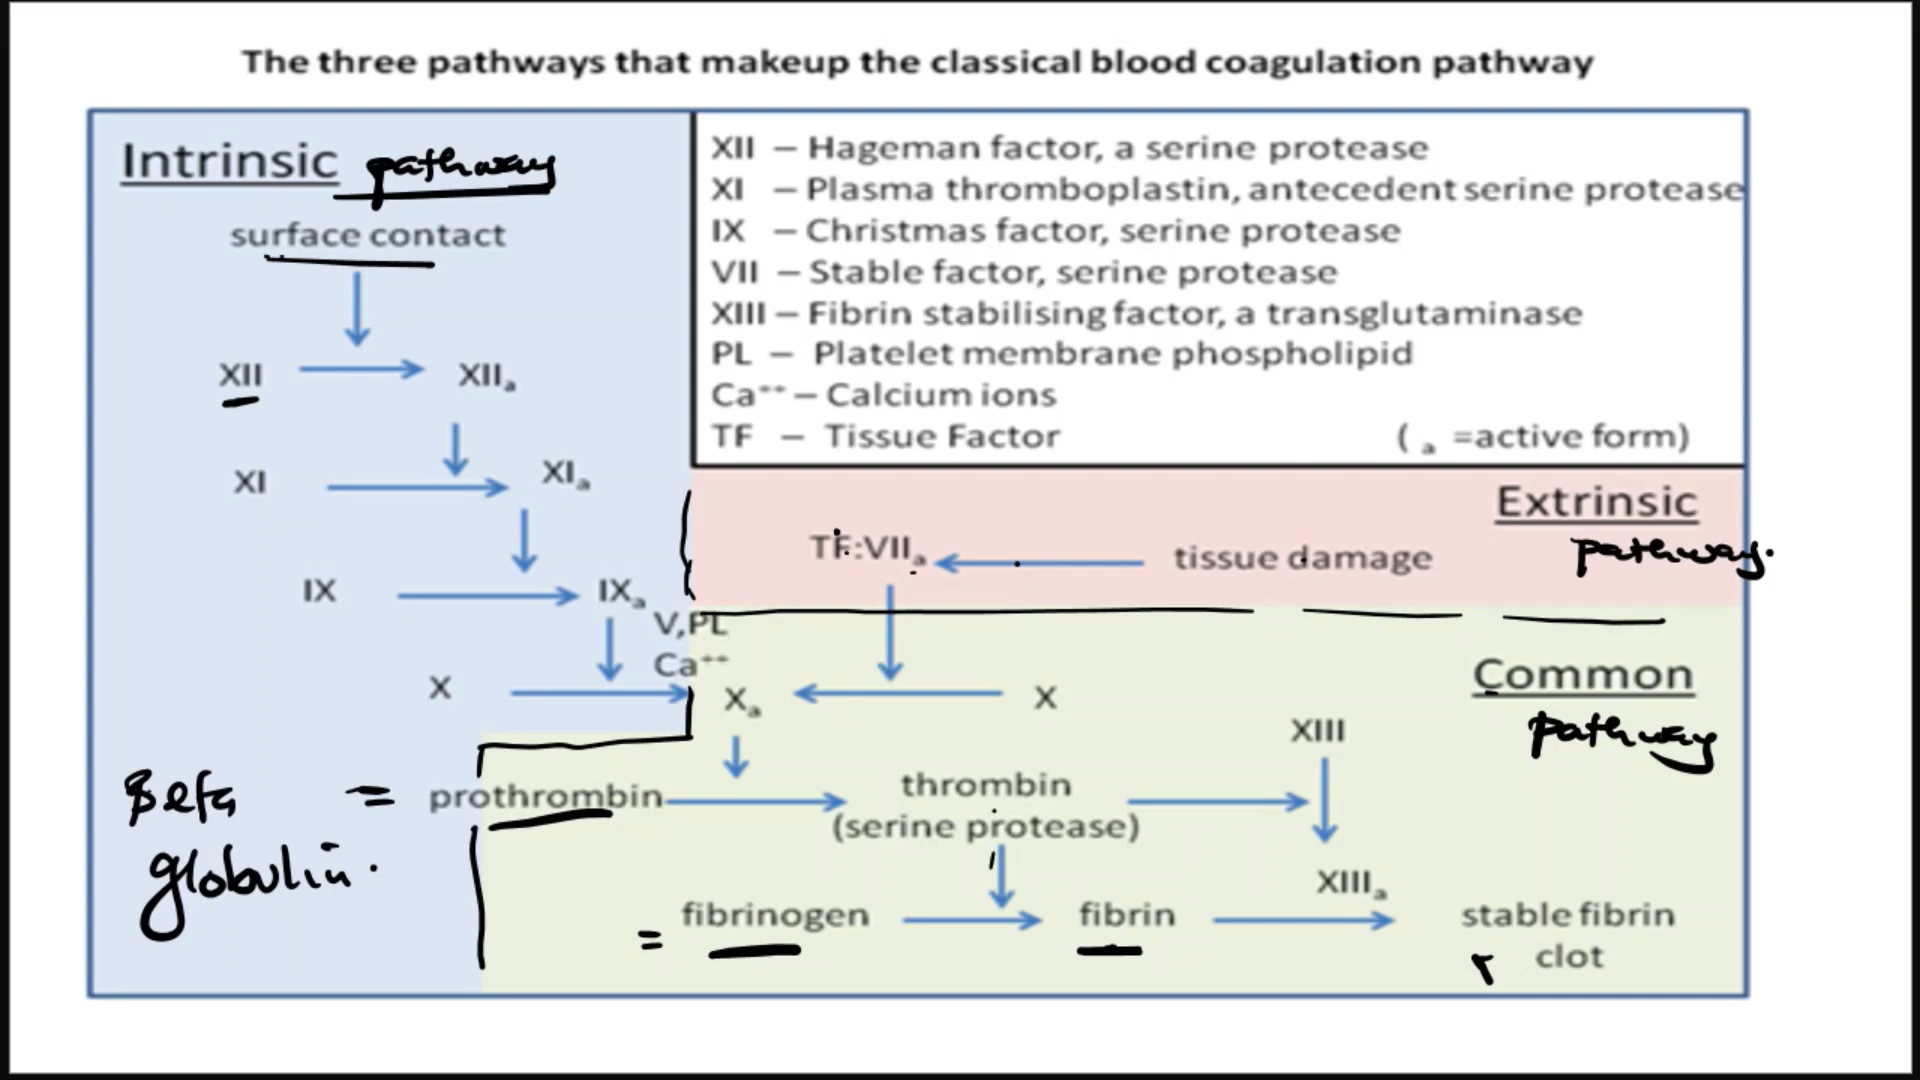 The three pathways that makeup the classical blood coagulation pathway
Intrinsic pathway
surface contact
XII XIIa
XI XIa
IX IXa
V,PL
Ca++
X
XII – Hageman factor, a serine protease
XI – Plasma thromboplastin, antecedent serine protease
IX – Christmas factor, serine protease
VII – Stable factor, serine protease
XIII – Fibrin stabilising factor, a transglutaminase
PL – Platelet membrane phospholipid
Ca++ – Calcium ions
TF – Tissue Factor ( a =active form)
Extrinsic
pathway.
TF:VIIa tissue damage
Common
pathway
Xa X
XIII
Beta = prothrombin thrombin
globulin.
(serine protease)
XIIIa
= fibrinogen fibrin stable fibrin
clot